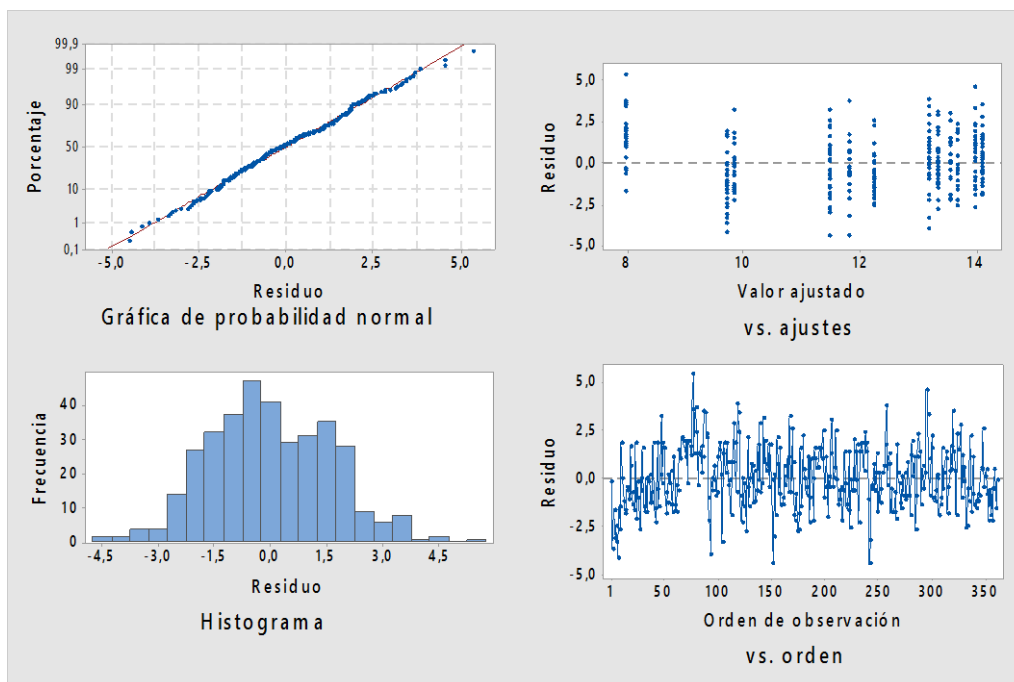 99,9
99
90
50
10
1
0,1
Porcentaje
-5,0 -2,5 0,0 2,5 5,0
Residuo
Gráfica de probabilidad normal
5,0
2,5
0,0
-2,5
-5,0
Residuo
8 10 12 14
Valor ajustado
vs. ajustes
40
30
20
10
0
Frecuencia
-4,5 -3,0 -1,5 0,0 1,5 3,0 4,5
Residuo
Histograma
5,0
2,5
0,0
-2,5
-5,0
Residuo
1 50 100 150 200 250 300 350
Orden de observación
vs. orden